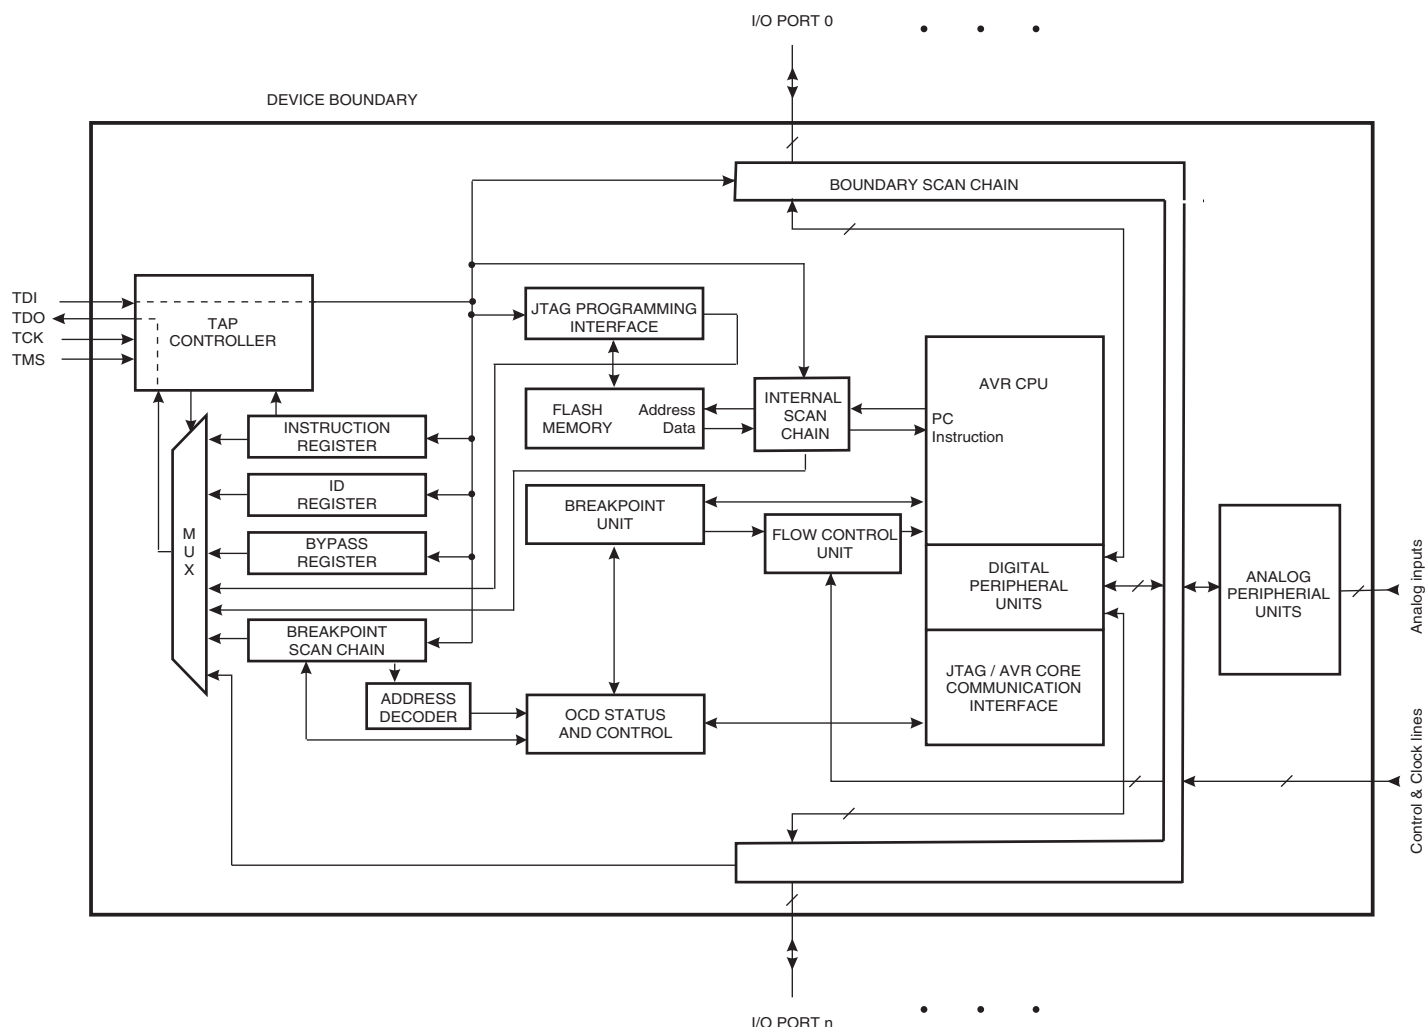 I/O PORT 0
DEVICE BOUNDARY
BOUNDARY SCAN CHAIN
TDI
TDO
TCK
TMS
TAP
CONTROLLER
JTAG PROGRAMMING
INTERFACE
AVR CPU
FLASH
MEMORY
Address
Data
INTERNAL
SCAN
CHAIN
PC
Instruction
INSTRUCTION
REGISTER
ID
REGISTER
M
U
X
BREAKPOINT
UNIT
FLOW CONTROL
UNIT
BYPASS
REGISTER
DIGITAL
PERIPHERAL
UNITS
ANALOG
PERIPHERIAL
UNITS
Analog inputs
BREAKPOINT
SCAN CHAIN
JTAG / AVR CORE
COMMUNICATION
INTERFACE
ADDRESS
DECODER
OCD STATUS
AND CONTROL
Control & Clock lines
I/O PORT n